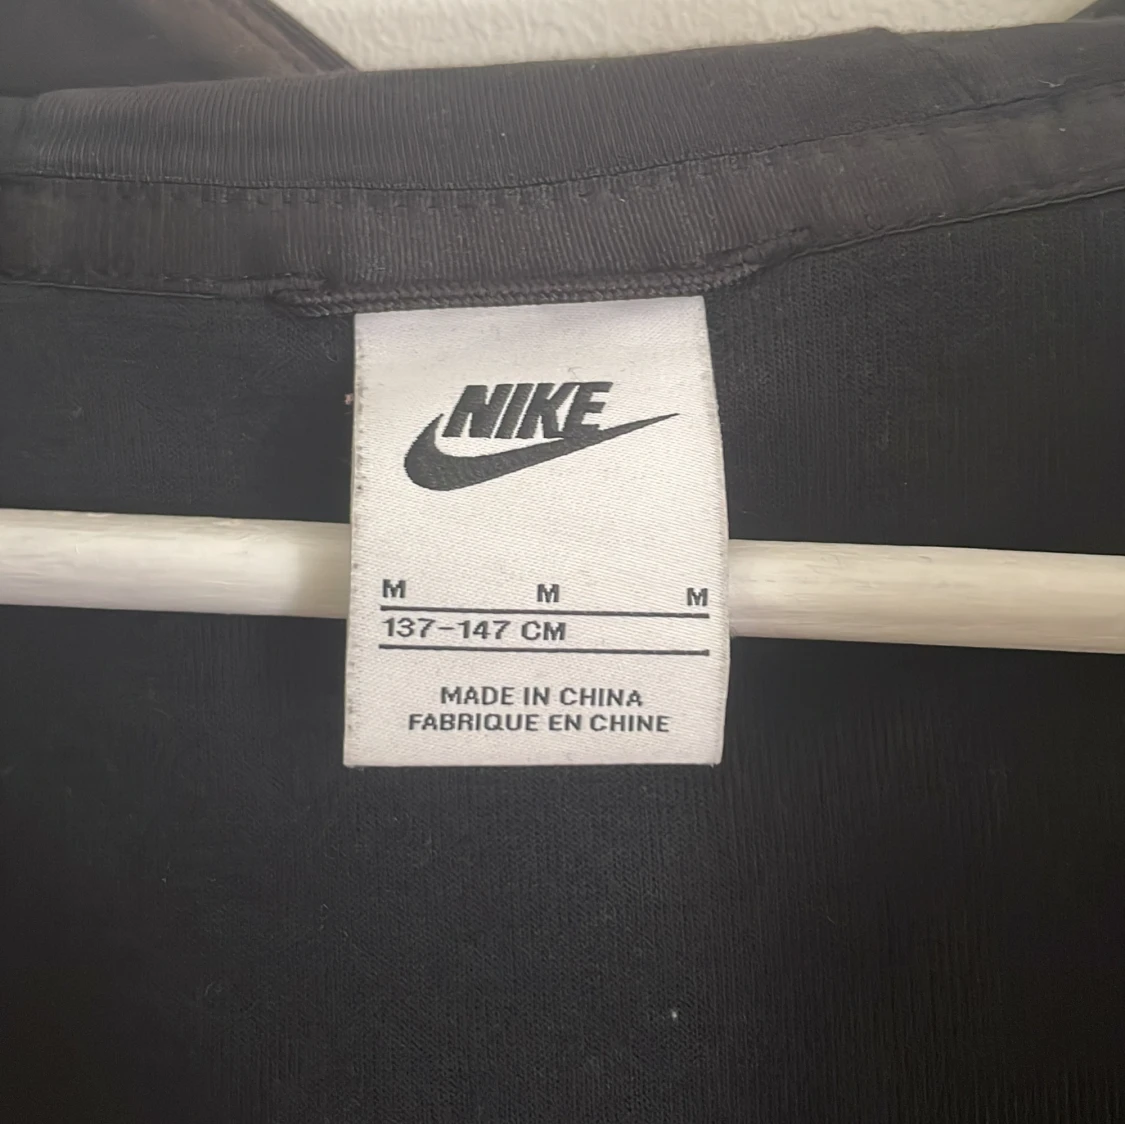 NIKE
M M M
137-147 CM
MADE IN CHINA
FABRIQUE EN CHINE